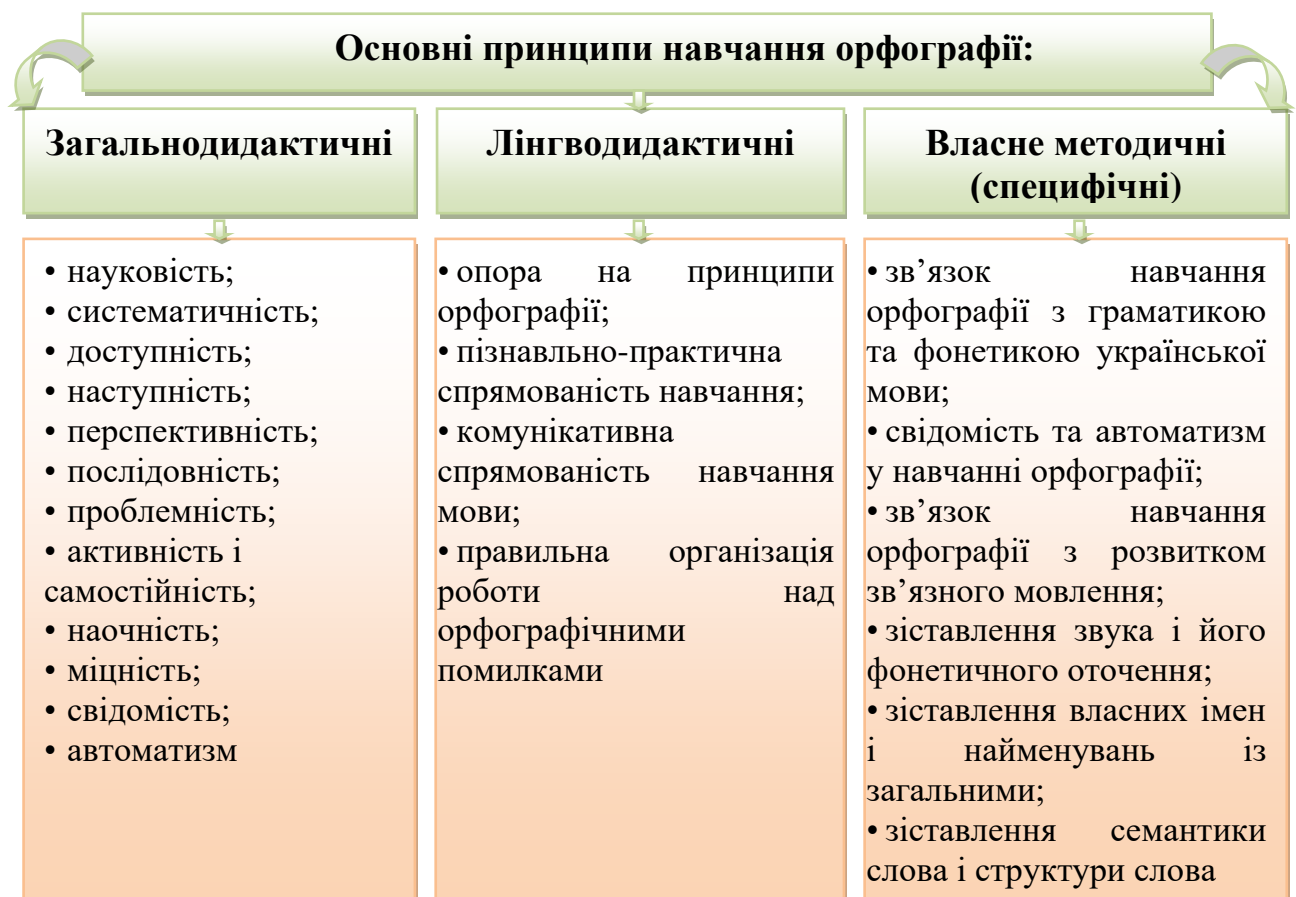 Основні принципи навчання орфографії:
Загальнодидактичні
• науковість;
• систематичність;
• доступність;
• наступність;
• перспективність;
• послідовність;
• проблемність;
• активність і
самостійність;
• наочність;
• міцність;
• свідомість;
• автоматизм
Лінгводидактичні
• опора на принципи
орфографії;
• пізнавльно-практична
спрямованість навчання;
• комунікативна
спрямованість навчання
мови;
• правильна організація
роботи над
орфографічними
помилками
Власне методичні
(специфічні)
• зв’язок навчання
орфографії з граматикою
та фонетикою української
мови;
• свідомість та автоматизм
у навчанні орфографії;
• зв’язок навчання
орфографії з розвитком
зв’язного мовлення;
• зіставлення звука і його
фонетичного оточення;
• зіставлення власних імен
і найменувань із
загальними;
• зіставлення семантики
слова і структури слова